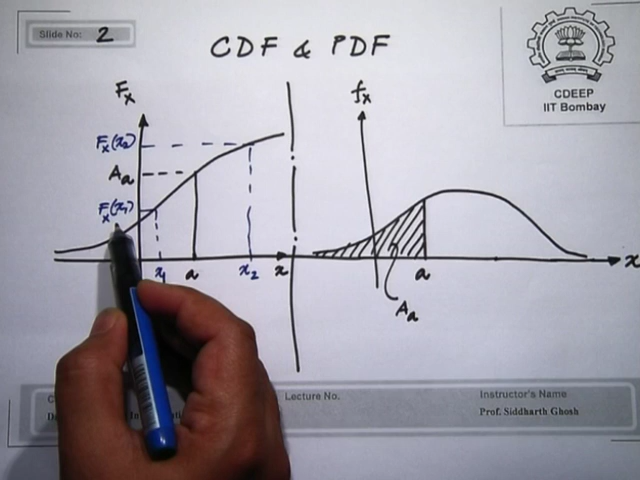 Slide No: 2
CDF & PDF
CDEEP
IIT Bombay
Fx
fx
Fx(x2)
Aa
Fx(x1)
x1 a x2 x
a
x
Aa
Lecture No.
Instructor's Name
Prof. Siddharth Ghosh